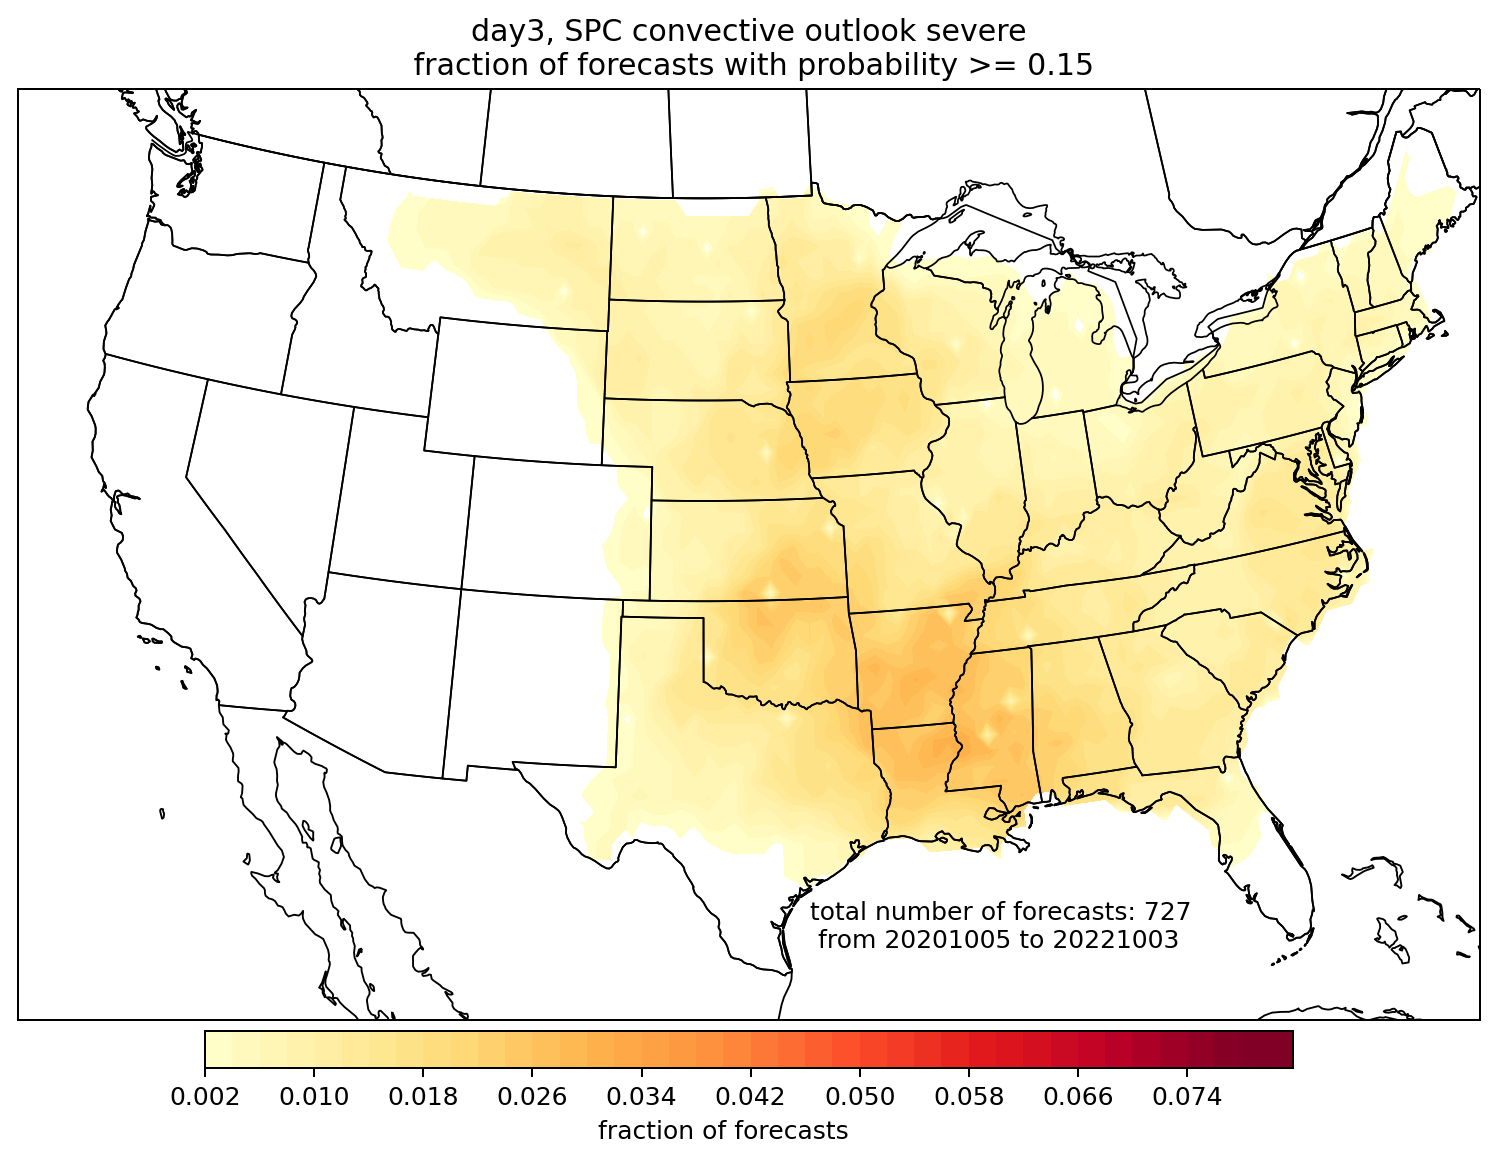 day3, SPC convective outlook severe
fraction of forecasts with probability >= 0.15
total number of forecasts: 727
from 20201005 to 20221003
0.002 0.010 0.018 0.026 0.034 0.042 0.050 0.058 0.066 0.074
fraction of forecasts